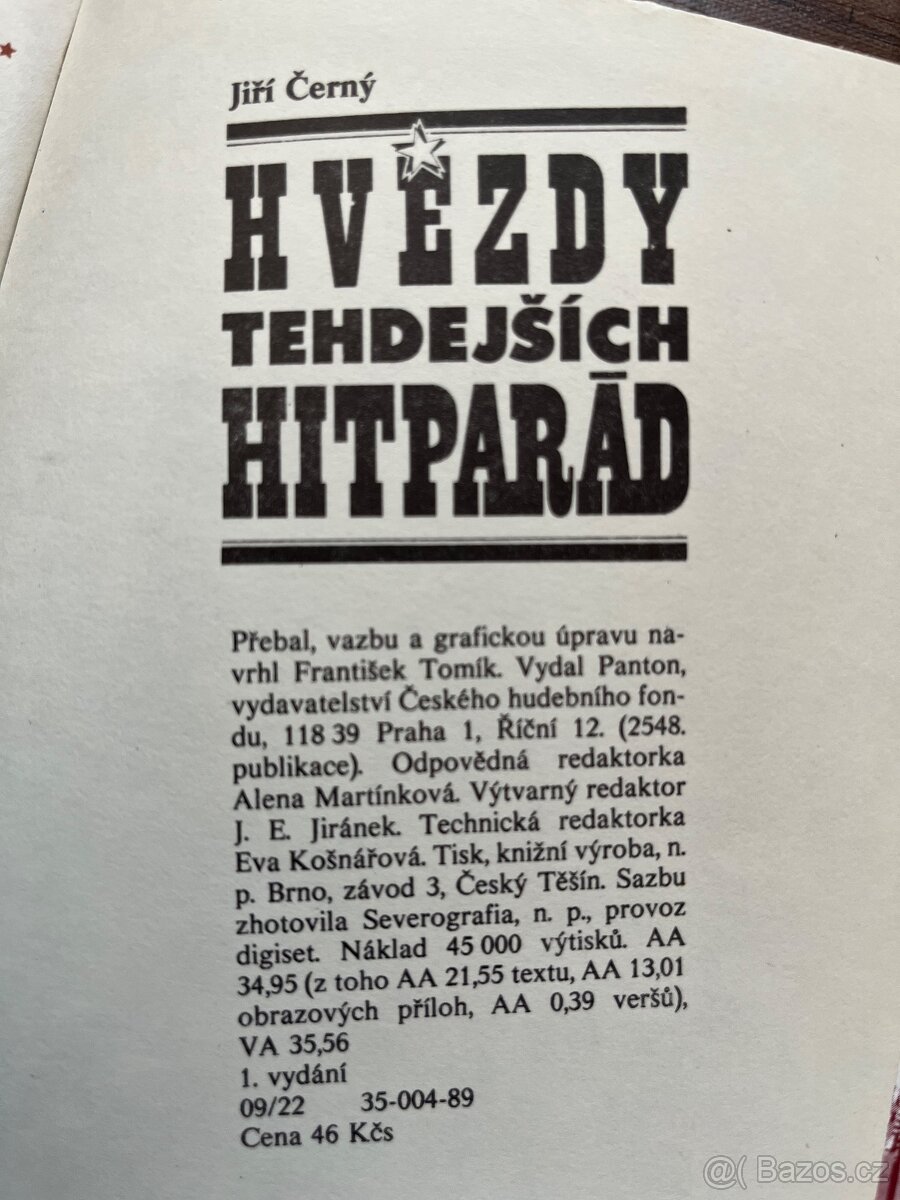 Jiří Černý
HVĚZDY
TEHDEJŠÍCH
HITPARÁD
Přebal, vazbu a grafickou úpravu na-
vrhl František Tomík. Vydal Panton,
vydavatelství Českého hudebního fon-
du, 118 39 Praha 1, Říční 12. (2548.
publikace). Odpovědná redaktorka
Alena Martínková. Výtvarný redaktor
J. E. Jiránek. Technická redaktorka
Eva Košnářová. Tisk, knižní výroba, n.
p. Brno, závod 3, Český Těšín. Sazbu
zhotovila Severografia, n. p., provoz
digiset. Náklad 45 000 výtisků. AA
34,95 (z toho AA 21,55 textu, AA 13,01
obrazových příloh, AA 0,39 veršů),
VA 35,56
1. vydání
09/22 35-004-89
Cena 46 Kčs
@( Bazos.cz